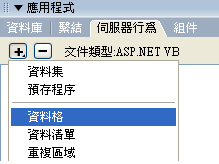 應用程式
資料庫 繫結 伺服器行為 組件
文件類型:ASP.NET VB
資料集
預存程序
資料格
資料清單
重複區域